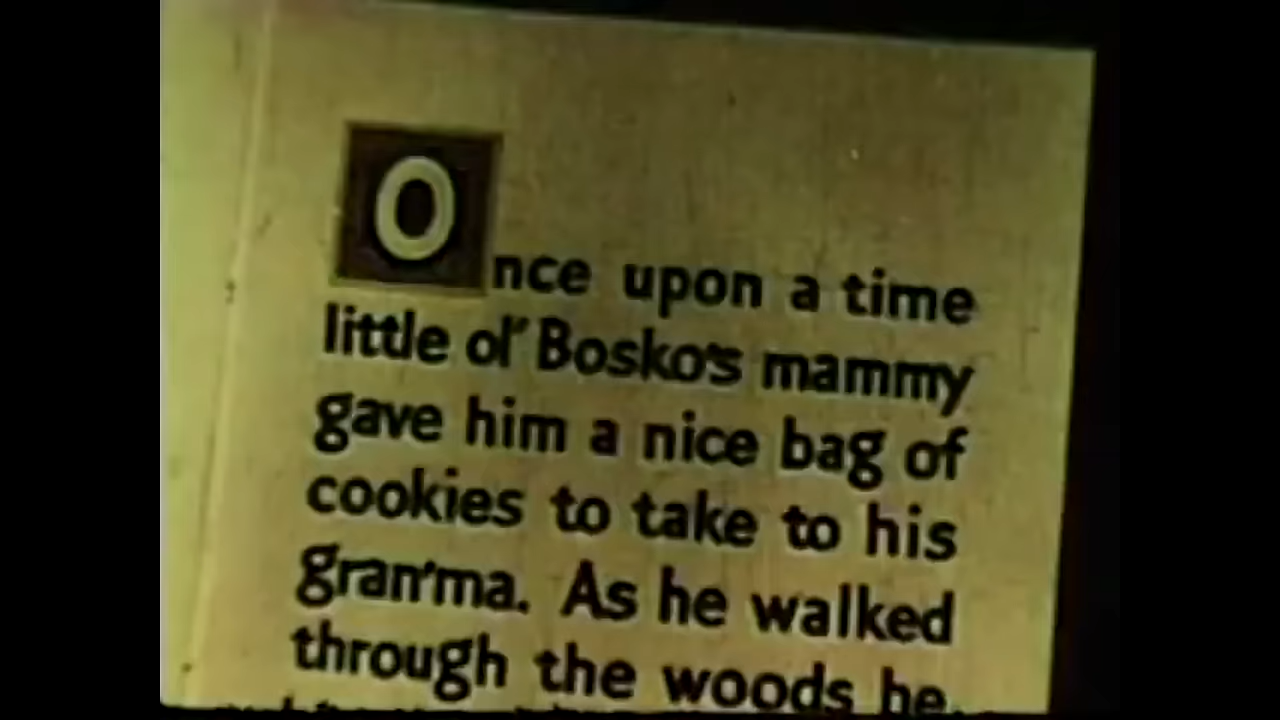 Once upon a time
little ol' Bosko's mammy
gave him a nice bag of
cookies to take to his
gran'ma. As he walked
through the woods he